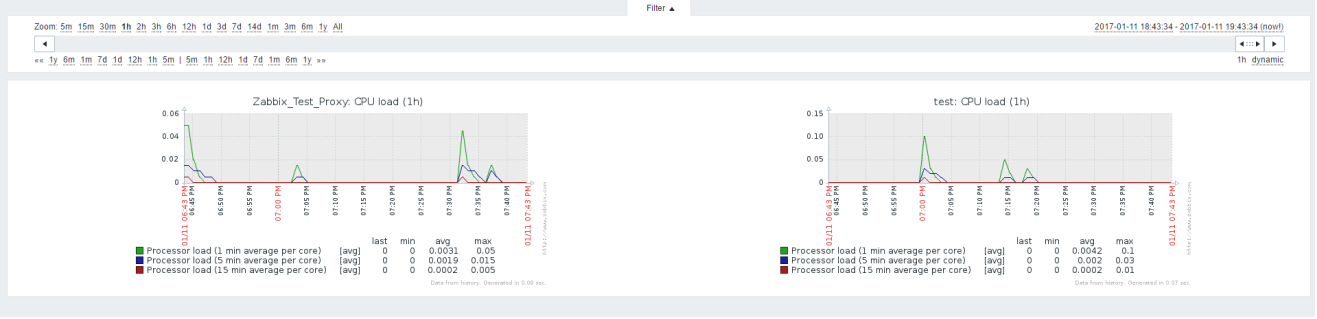 Filter ▲
Zoom: 5m 15m 30m 1h 2h 3h 6h 12h 1d 3d 7d 14d 1m 3m 6m 1y All
2017-01-11 18:43:34 - 2017-01-11 19:43:34 (now!)
«« 1y 6m 1m 7d 1d 12h 1h 5m | 5m 1h 12h 1d 7d 1m 6m 1y »»
1h dynamic
Zabbix_Test_Proxy: CPU load (1h)
0.06
0.04
0.02
0
01/11 06:43 PM
06:45 PM
06:50 PM
06:55 PM
07:00 PM
07:05 PM
07:10 PM
07:15 PM
07:20 PM
07:25 PM
07:30 PM
07:35 PM
07:40 PM
01/11 07:43 PM
last min avg max
Processor load (1 min average per core) [avg] 0 0 0.0031 0.05
Processor load (5 min average per core) [avg] 0 0 0.0019 0.015
Processor load (15 min average per core) [avg] 0 0 0.0002 0.005
Data from history. Generated in 0.08 sec.
https://www.zabbix.com
test: CPU load (1h)
0.15
0.10
0.05
0
01/11 06:43 PM
06:45 PM
06:50 PM
06:55 PM
07:00 PM
07:05 PM
07:10 PM
07:15 PM
07:20 PM
07:25 PM
07:30 PM
07:35 PM
07:40 PM
01/11 07:43 PM
last min avg max
Processor load (1 min average per core) [avg] 0 0 0.0042 0.1
Processor load (5 min average per core) [avg] 0 0 0.002 0.03
Processor load (15 min average per core) [avg] 0 0 0.0002 0.01
Data from history. Generated in 0.07 sec.
https://www.zabbix.com